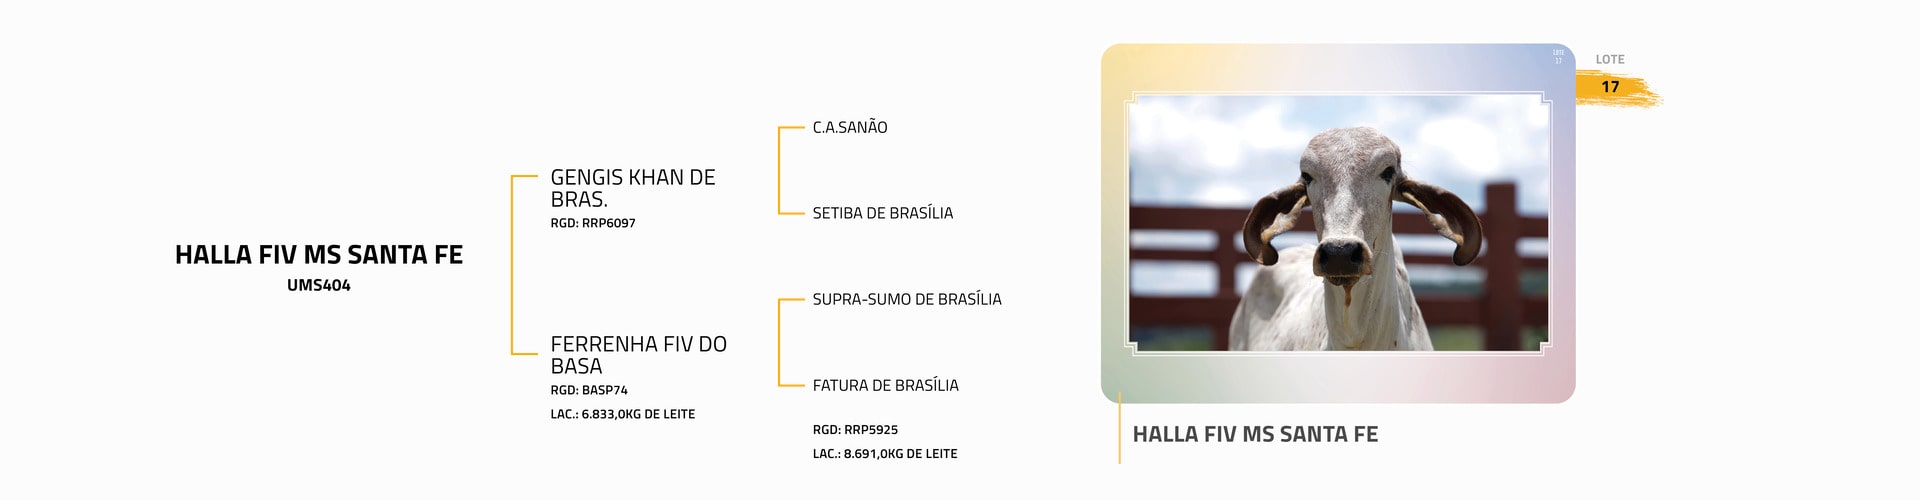 HALLA FIV MS SANTA FE
UMS404
GENGIS KHAN DE
BRAS.
RGD: RRP6097
FERRENHA FIV DO
BASA
RGD: BASP74
LAC.: 6.833,0KG DE LEITE
C.A.SANÃO
SETIBA DE BRASÍLIA
SUPRA-SUMO DE BRASÍLIA
FATURA DE BRASÍLIA
RGD: RRP5925
LAC.: 8.691,0KG DE LEITE
LOTE
17
LOTE
17
HALLA FIV MS SANTA FE